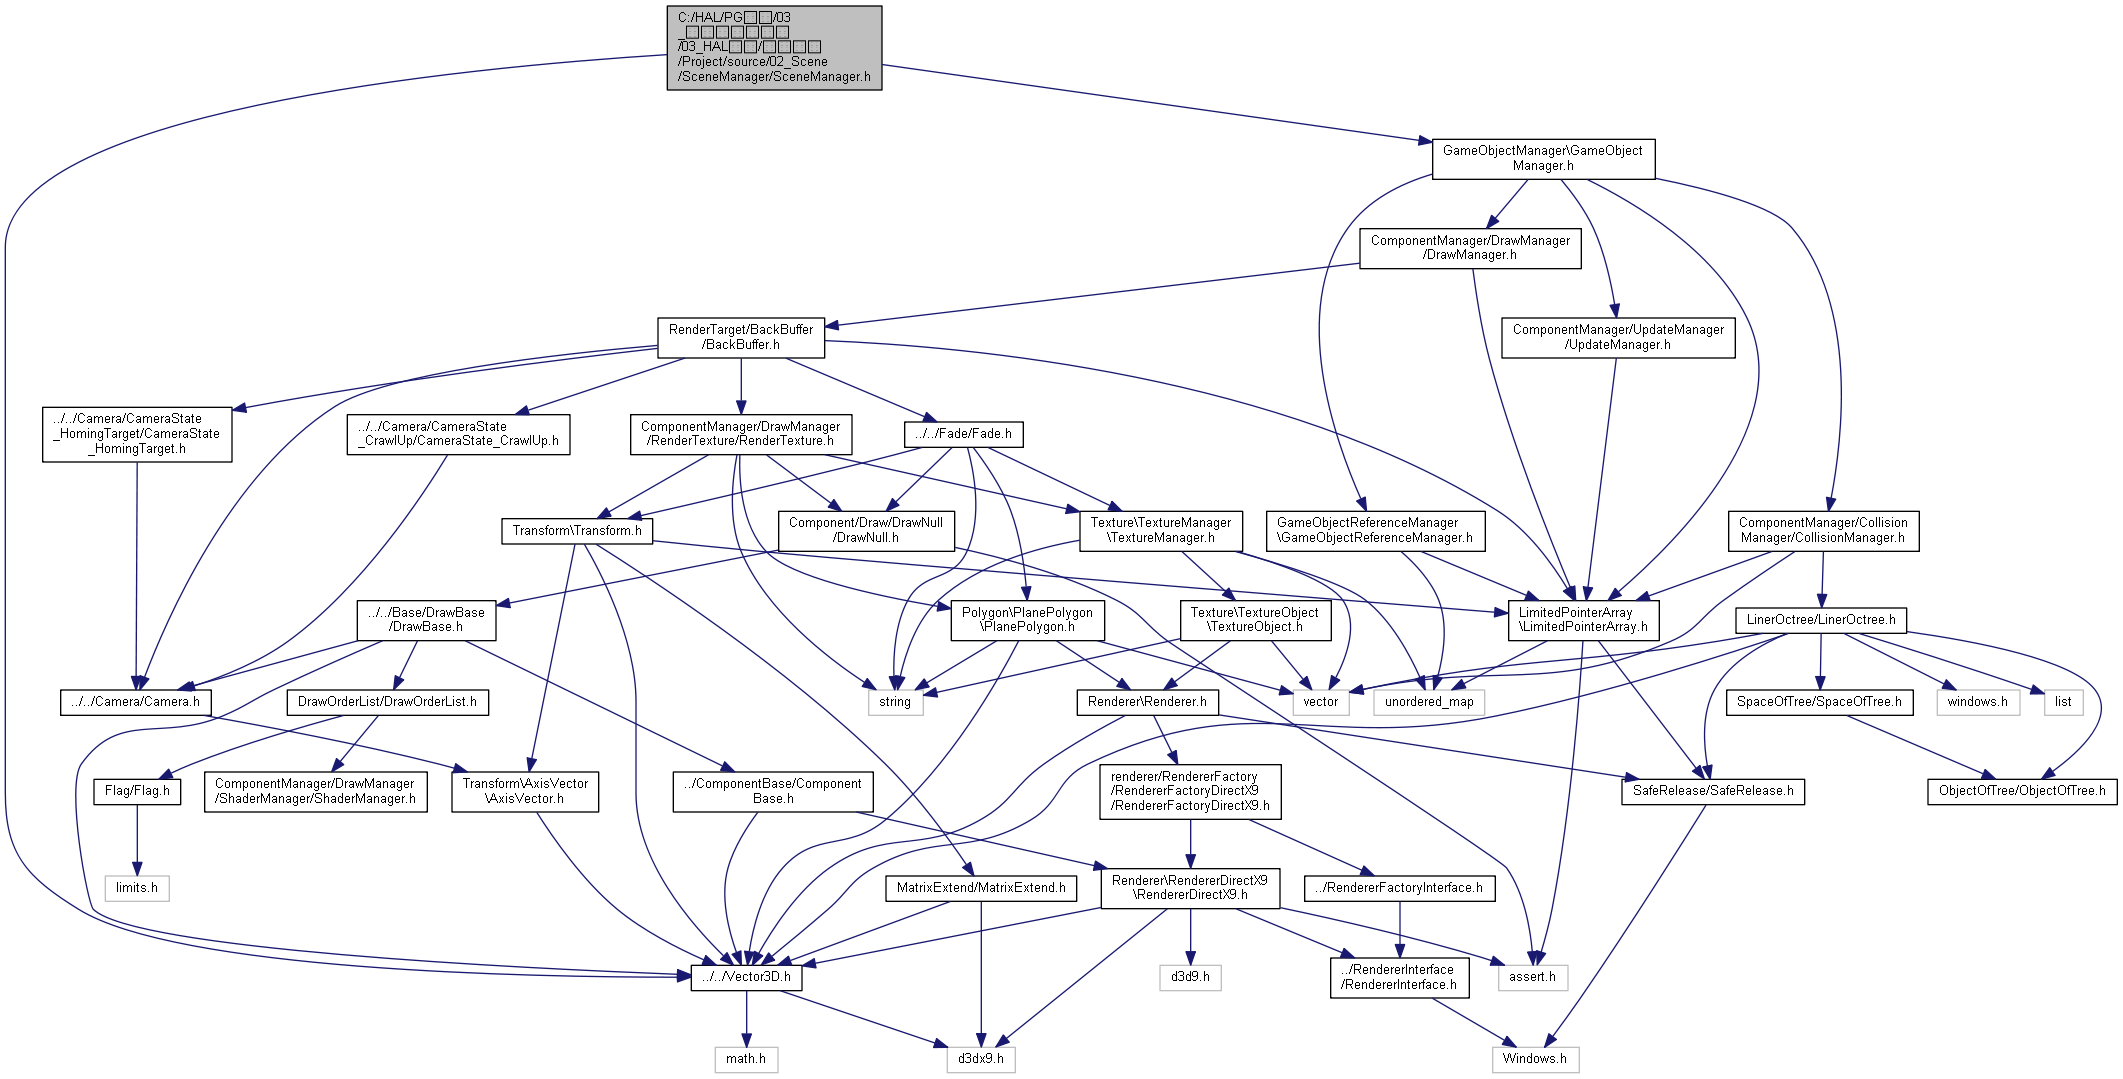 C:/HAL/PG□□/03
_□□□□□□□
/03_HAL□□/□□□□
/Project/source/02_Scene
/SceneManager/SceneManager.h
GameObjectManager\GameObject
Manager.h
ComponentManager/DrawManager
/DrawManager.h
RenderTarget/BackBuffer
/BackBuffer.h
ComponentManager/UpdateManager
/UpdateManager.h
../../Camera/CameraState
_HomingTarget/CameraState
_HomingTarget.h
../../Camera/CameraState
_CrawlUp/CameraState_CrawlUp.h
ComponentManager/DrawManager
/RenderTexture/RenderTexture.h
../../Fade/Fade.h
Transform\Transform.h
Component/Draw/DrawNull
/DrawNull.h
Texture\TextureManager
\TextureManager.h
GameObjectReferenceManager
\GameObjectReferenceManager.h
ComponentManager/Collision
Manager/CollisionManager.h
../../Base/DrawBase
/DrawBase.h
Polygon\PlanePolygon
\PlanePolygon.h
Texture\TextureObject
\TextureObject.h
LimitedPointerArray
\LimitedPointerArray.h
LinerOctree/LinerOctree.h
../../Camera/Camera.h
DrawOrderList/DrawOrderList.h
string
Renderer\Renderer.h
vector
unordered_map
SpaceOfTree/SpaceOfTree.h
windows.h
list
Flag/Flag.h
ComponentManager/DrawManager
/ShaderManager/ShaderManager.h
Transform\AxisVector
\AxisVector.h
../ComponentBase/Component
Base.h
renderer/RendererFactory
/RendererFactoryDirectX9
/RendererFactoryDirectX9.h
SafeRelease/SafeRelease.h
ObjectOfTree/ObjectOfTree.h
limits.h
MatrixExtend/MatrixExtend.h
Renderer\RendererDirectX9
\RendererDirectX9.h
../RendererFactoryInterface.h
../../Vector3D.h
d3d9.h
../RendererInterface
/RendererInterface.h
assert.h
math.h
d3dx9.h
Windows.h